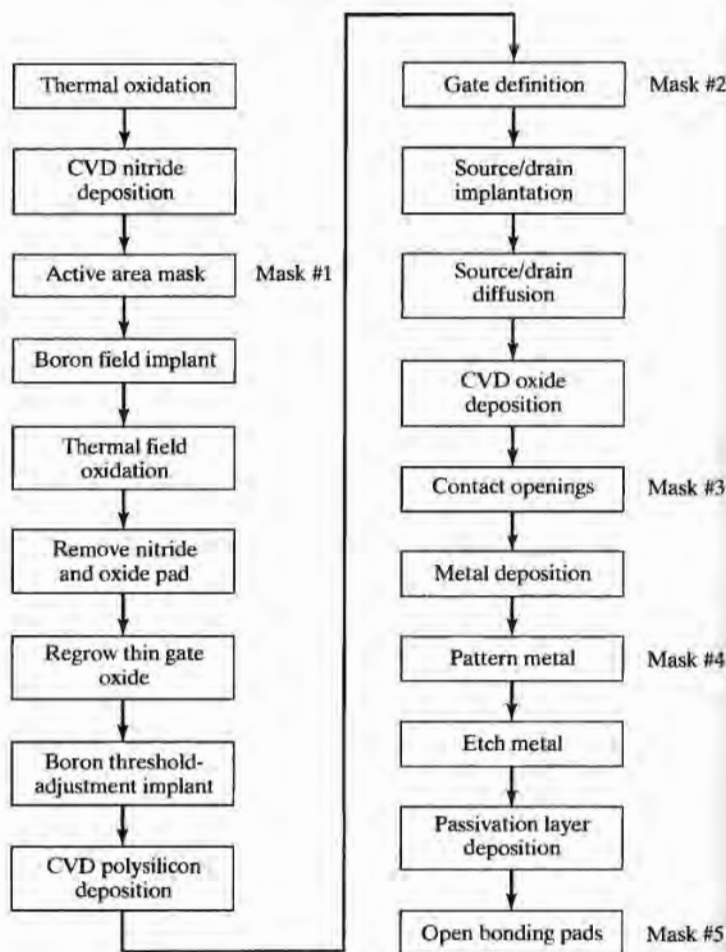 Thermal oxidation
CVD nitride
deposition
Active area mask
Mask #1
Boron field implant
Thermal field
oxidation
Remove nitride
and oxide pad
Regrow thin gate
oxide
Boron threshold-
adjustment implant
CVD polysilicon
deposition
Gate definition
Mask #2
Source/drain
implantation
Source/drain
diffusion
CVD oxide
deposition
Contact openings
Mask #3
Metal deposition
Pattern metal
Mask #4
Etch metal
Passivation layer
deposition
Open bonding pads
Mask #5